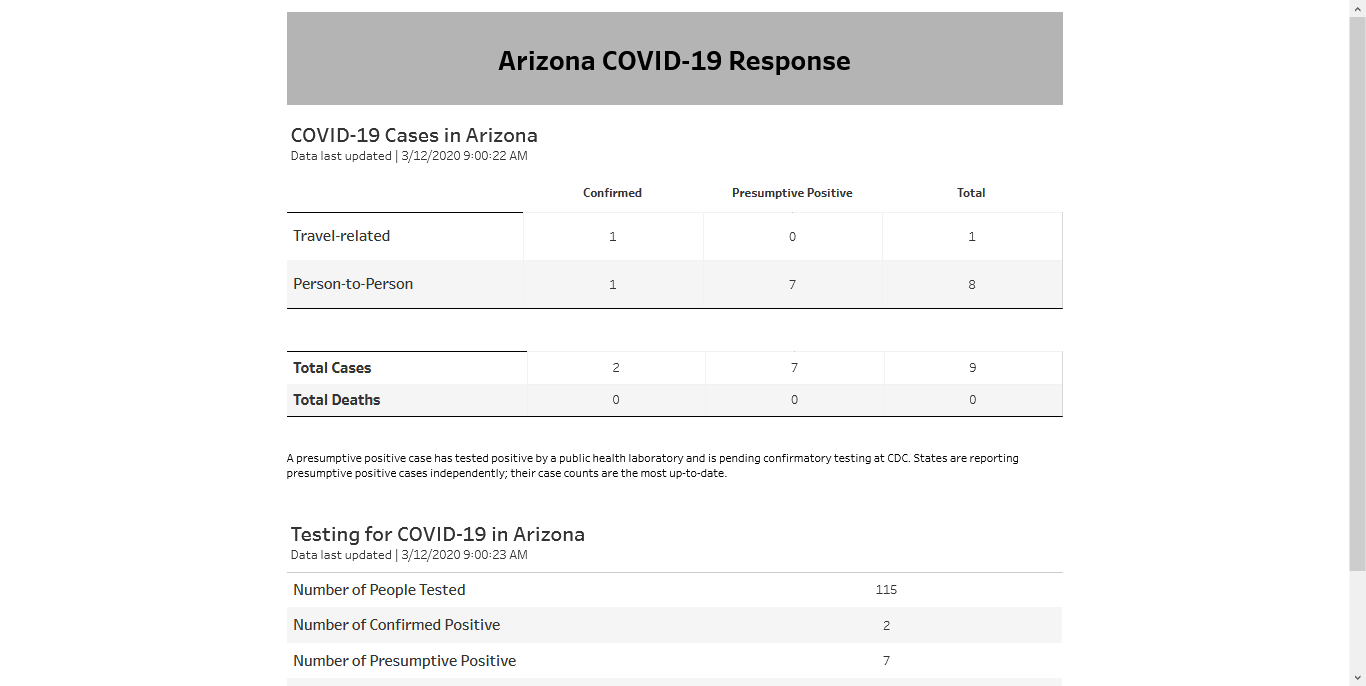 Arizona COVID-19 Response
COVID-19 Cases in Arizona
Data last updated | 3/12/2020 9:00:22 AM
Confirmed Presumptive Positive Total
Travel-related 1 0 1
Person-to-Person 1 7 8
Total Cases 2 7 9
Total Deaths 0 0 0
A presumptive positive case has tested positive by a public health laboratory and is pending confirmatory testing at CDC. States are reporting
presumptive positive cases independently; their case counts are the most up-to-date.
Testing for COVID-19 in Arizona
Data last updated | 3/12/2020 9:00:23 AM
Number of People Tested 115
Number of Confirmed Positive 2
Number of Presumptive Positive 7